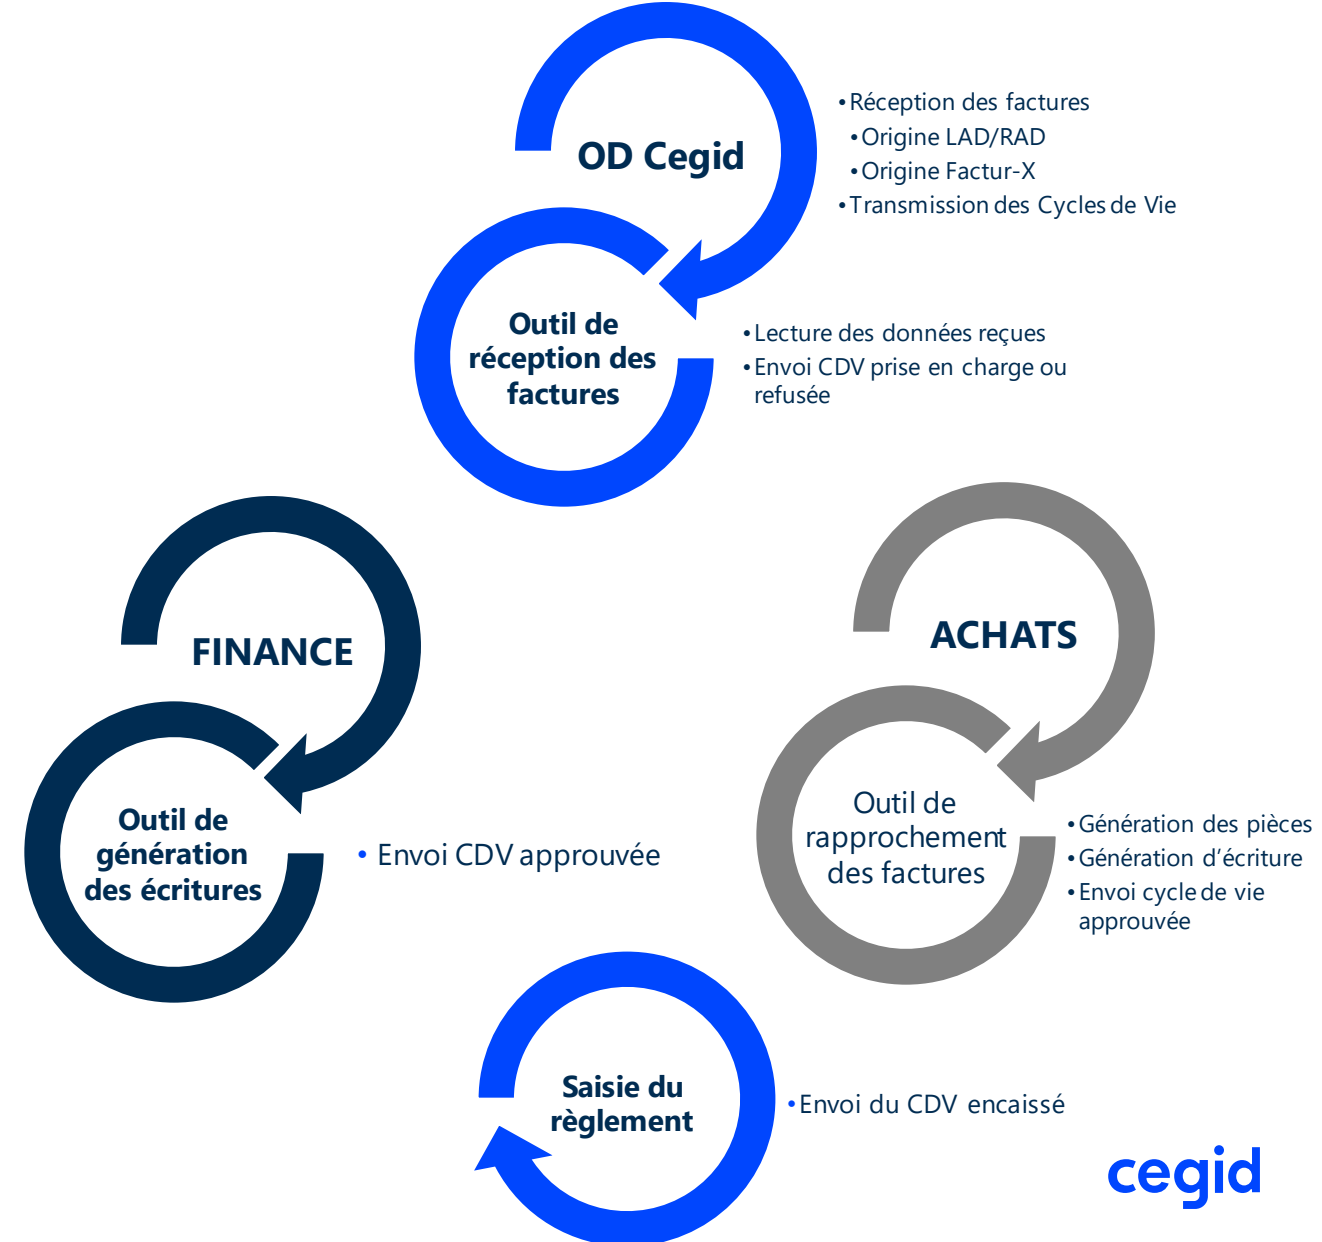 OD Cegid
•Réception des factures
•Origine LAD/RAD
•Origine Factur-X
•Transmission des Cycles de Vie
Outil de
réception des
factures
•Lecture des données reçues
•Envoi CDV prise en charge ou
refusée
FINANCE
Outil de
génération
des écritures
• Envoi CDV approuvée
ACHATS
Outil de
rapprochement
des factures
•Génération des pièces
•Génération d’écriture
•Envoi cycle de vie
approuvée
Saisie du
règlement
•Envoi du CDV encaissé
cegid